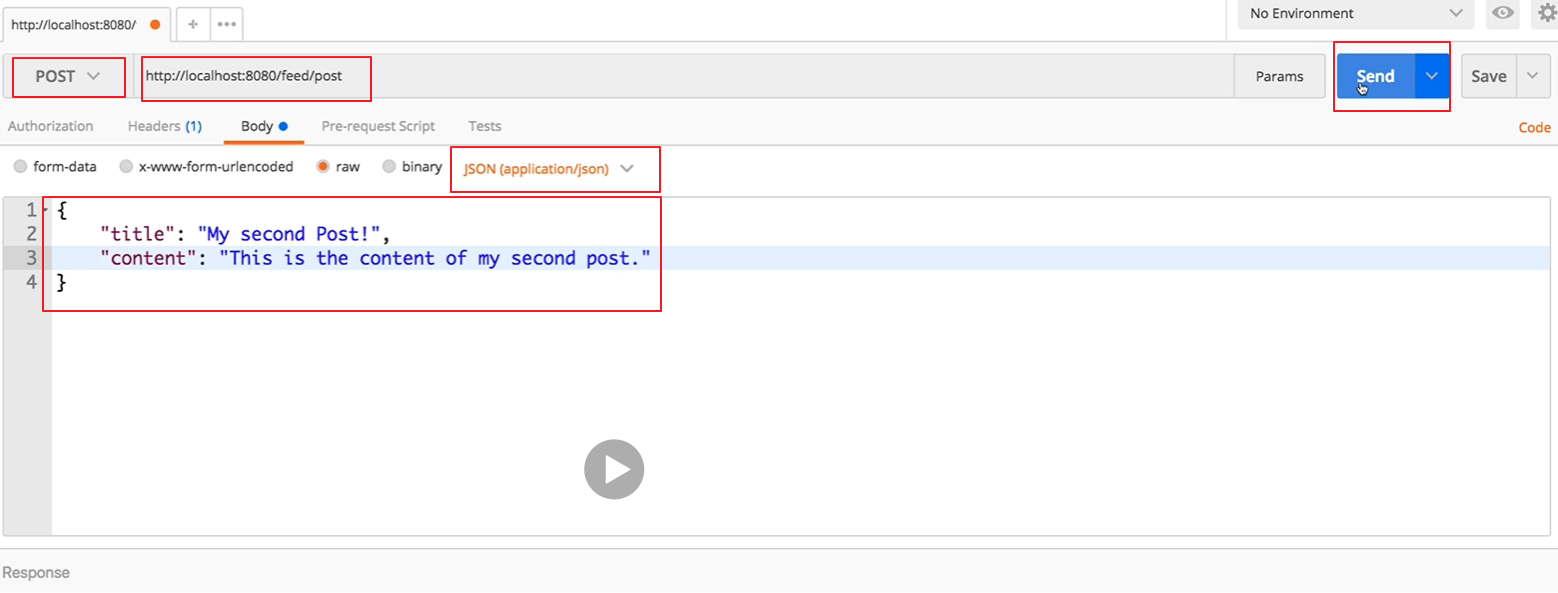 http://localhost:8080/
No Environment
POST
http://localhost:8080/feed/post
Params
Send
Save
Authorization
Headers (1)
Body
Pre-request Script
Tests
Code
form-data
x-www-form-urlencoded
raw
binary
JSON (application/json)
1 {
2 "title": "My second Post!",
3 "content": "This is the content of my second post."
4 }
Response